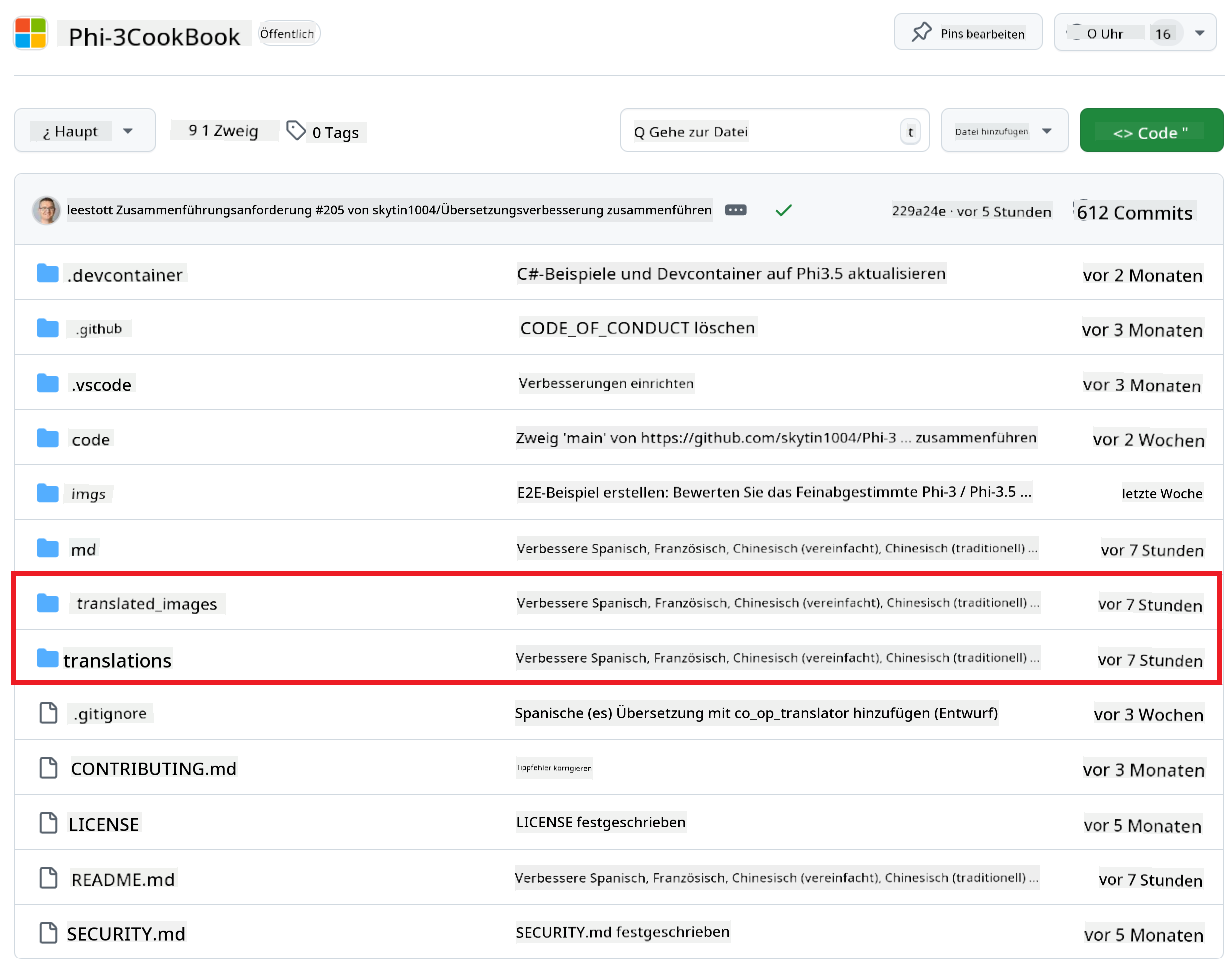 Phi-3CookBook Öffentlich Pins bearbeiten O Uhr 16
¿ Haupt 9 1 Zweig 0 Tags Q Gehe zur Datei t Datei hinzufügen <> Code "
leestott Zusammenführungsanforderung #205 von skytin1004/Übersetzungsverbesserung zusammenführen 229a24e · vor 5 Stunden 612 Commits
.devcontainer C#-Beispiele und Devcontainer auf Phi3.5 aktualisieren vor 2 Monaten
.github CODE_OF_CONDUCT löschen vor 3 Monaten
.vscode Verbesserungen einrichten vor 3 Monaten
code Zweig 'main' von https://github.com/skytin1004/Phi-3 ... zusammenführen vor 2 Wochen
imgs E2E-Beispiel erstellen: Bewerten Sie das Feinabgestimmte Phi-3 / Phi-3.5 ... letzte Woche
md Verbessere Spanisch, Französisch, Chinesisch (vereinfacht), Chinesisch (traditionell) ... vor 7 Stunden
translated_images Verbessere Spanisch, Französisch, Chinesisch (vereinfacht), Chinesisch (traditionell) ... vor 7 Stunden
translations Verbessere Spanisch, Französisch, Chinesisch (vereinfacht), Chinesisch (traditionell) ... vor 7 Stunden
.gitignore Spanische (es) Übersetzung mit co_op_translator hinzufügen (Entwurf) vor 3 Wochen
CONTRIBUTING.md Tippfehler korrigieren vor 3 Monaten
LICENSE LICENSE festgeschrieben vor 5 Monaten
README.md Verbessere Spanisch, Französisch, Chinesisch (vereinfacht), Chinesisch (traditionell) ... vor 7 Stunden
SECURITY.md SECURITY.md festgeschrieben vor 5 Monaten